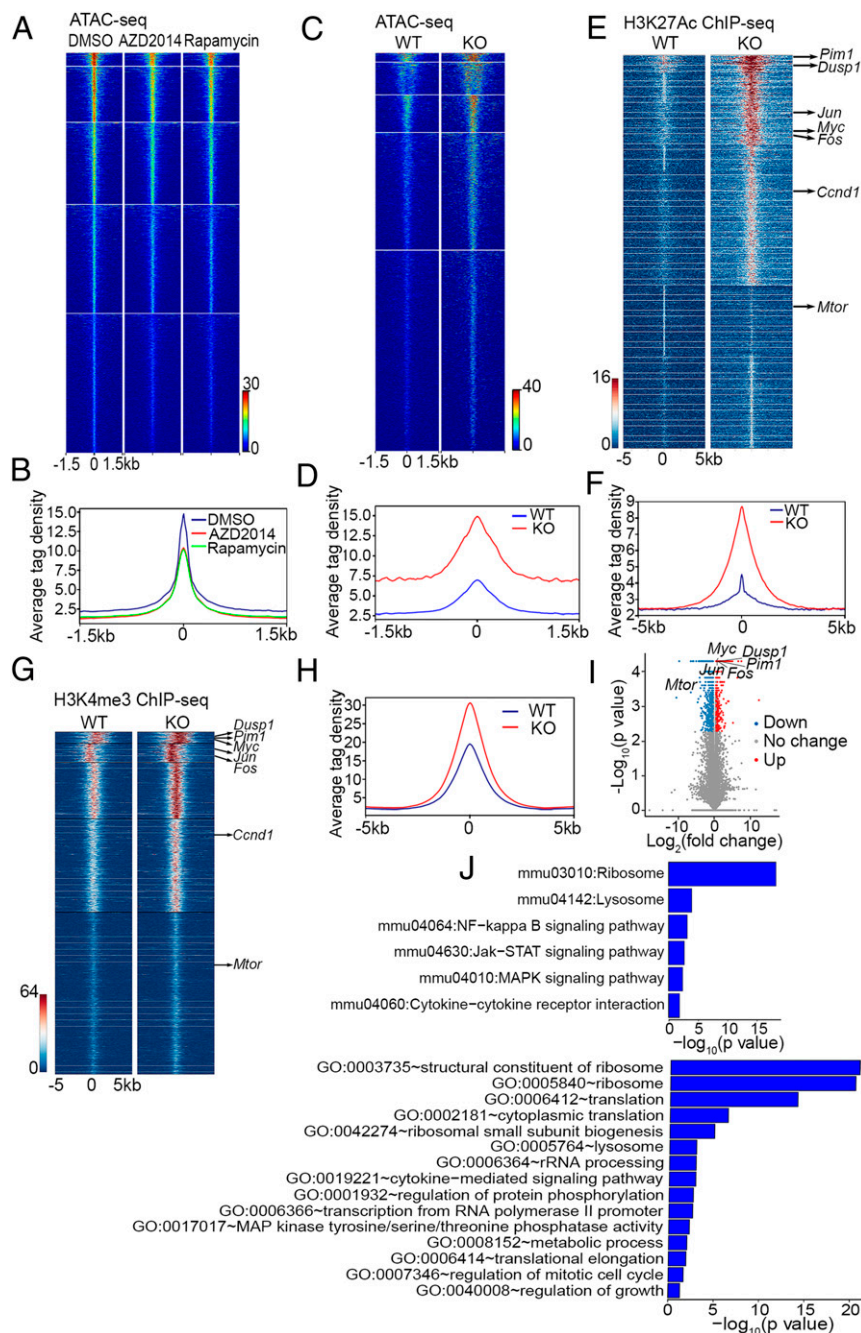 A
ATAC-seq
DMSO AZD2014 Rapamycin
30
0
-1.5 0 1.5kb
B
Average tag density
15.0
12.5
10.0
7.5
5.0
2.5
DMSO
AZD2014
Rapamycin
-1.5kb 0 1.5kb
C
ATAC-seq
WT KO
40
0
-1.5 0 1.5kb
D
Average tag density
15.0
12.5
10.0
7.5
5.0
2.5
WT
KO
-1.5kb 0 1.5kb
E
H3K27Ac ChIP-seq
WT KO
Pim1
Dusp1
Jun
Myc
Fos
Ccnd1
Mtor
16
0
-5 0 5kb
F
Average tag density
9
8
7
6
5
4
3
2
WT
KO
-5kb 0 5kb
G
H3K4me3 ChIP-seq
WT KO
Dusp1
Pim1
Myc
Jun
Fos
Ccnd1
Mtor
64
0
-5 0 5kb
H
Average tag density
30
25
20
15
10
5
WT
KO
-5kb 0 5kb
I
-Log10(p value)
4
3
2
1
0
Myc Dusp1
Jun Fos Pim1
Mtor
Down
No change
Up
-10 0 10
Log2(fold change)
J
mmu03010:Ribosome
mmu04142:Lysosome
mmu04064:NF−kappa B signaling pathway
mmu04630:Jak−STAT signaling pathway
mmu04010:MAPK signaling pathway
mmu04060:Cytokine−cytokine receptor interaction
0 5 10 15
−log10(p value)
GO:0003735~structural constituent of ribosome
GO:0005840~ribosome
GO:0006412~translation
GO:0002181~cytoplasmic translation
GO:0042274~ribosomal small subunit biogenesis
GO:0005764~lysosome
GO:0006364~rRNA processing
GO:0019221~cytokine−mediated signaling pathway
GO:0001932~regulation of protein phosphorylation
GO:0006366~transcription from RNA polymerase II promoter
GO:0017017~MAP kinase tyrosine/serine/threonine phosphatase activity
GO:0008152~metabolic process
GO:0006414~translational elongation
GO:0007346~regulation of mitotic cell cycle
GO:0040008~regulation of growth
0 5 10 15 20
−log10(p value)